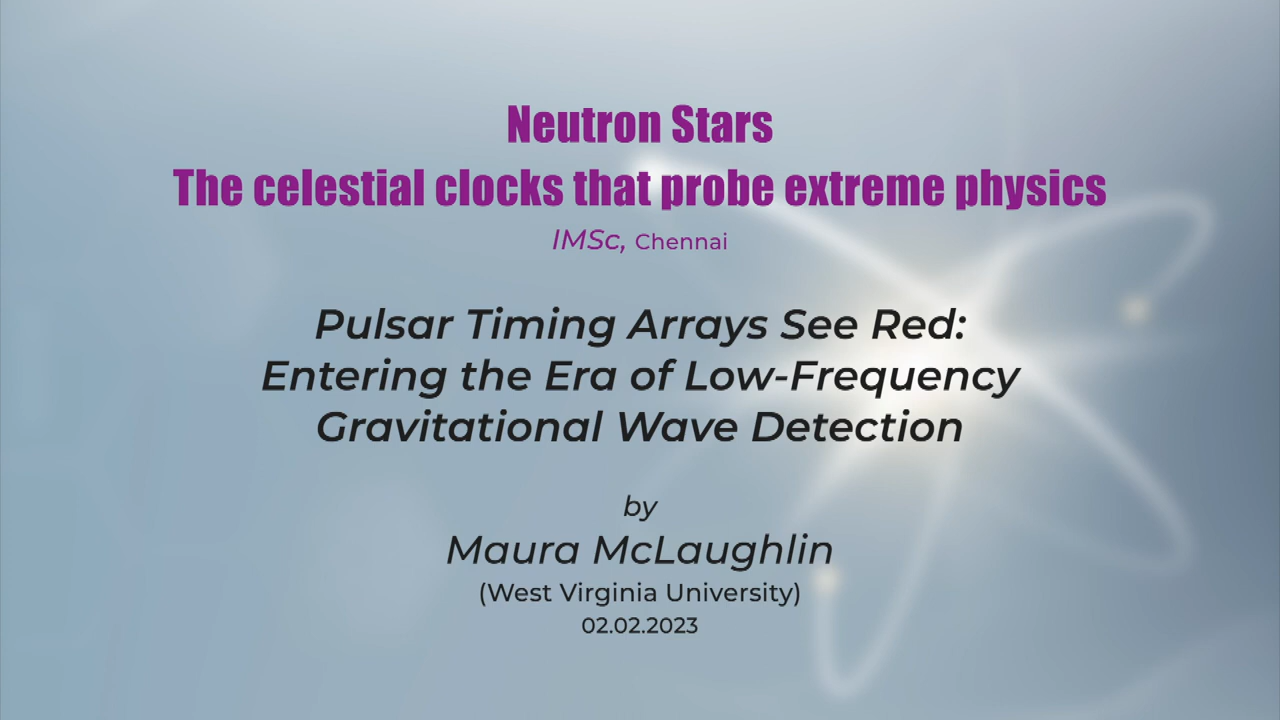 Neutron Stars
The celestial clocks that probe extreme physics
IMSc, Chennai
Pulsar Timing Arrays See Red:
Entering the Era of Low-Frequency
Gravitational Wave Detection
by
Maura McLaughlin
(West Virginia University)
02.02.2023